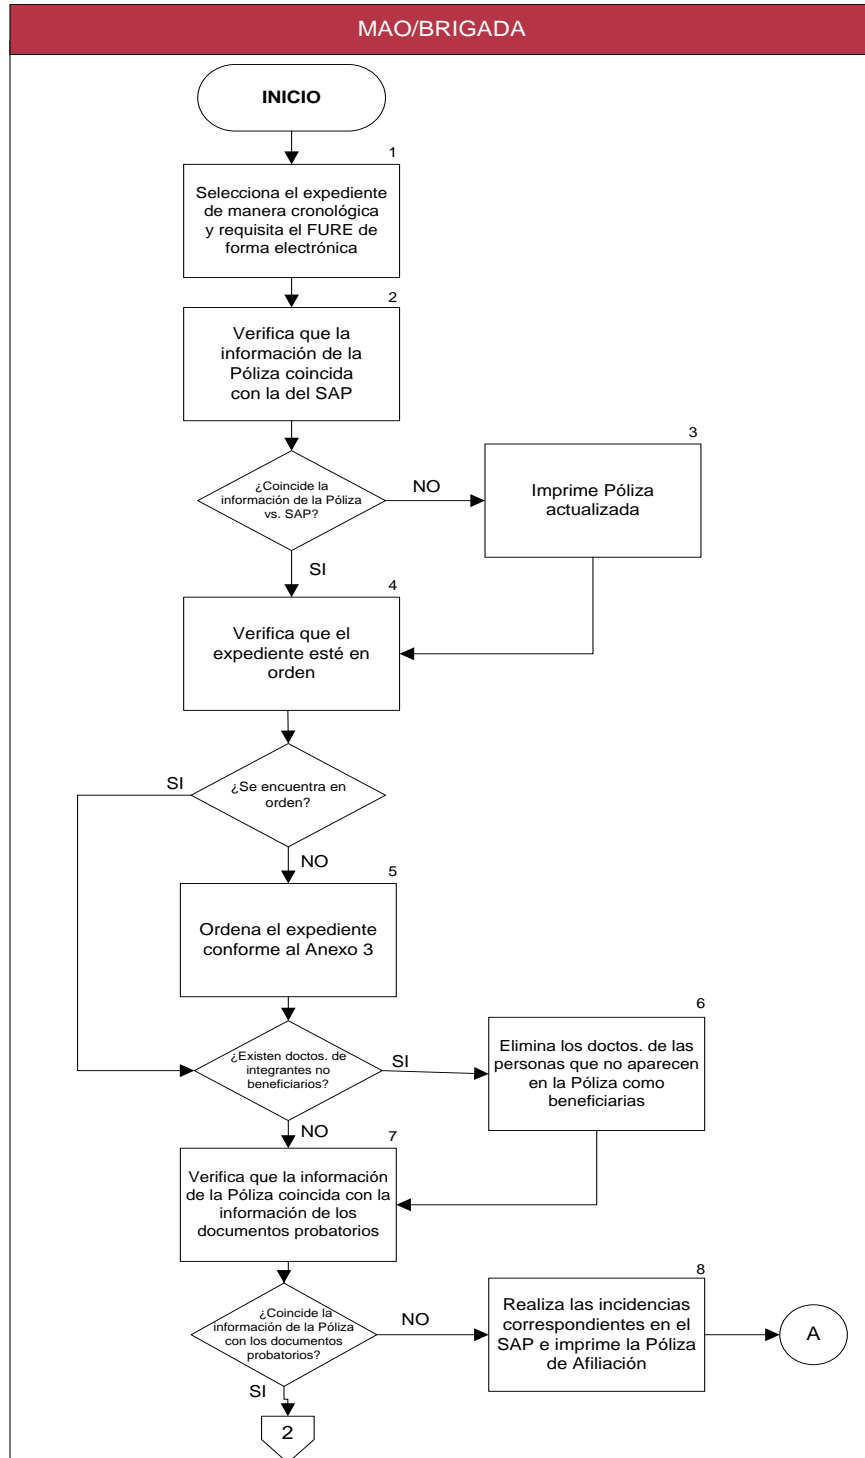 MAO/BRIGADA
INICIO
1
Selecciona el expediente
de manera cronológica
y requisita el FURE de
forma electrónica
2
Verifica que la
información de la
Póliza coincida
con la del SAP
¿Coincide la
información de la Póliza
vs. SAP?
NO
3
Imprime Póliza
actualizada
SI
4
Verifica que el
expediente esté en
orden
¿Se encuentra en
orden?
SI
NO
5
Ordena el expediente
conforme al Anexo 3
¿Existen doctos. de
integrantes no
beneficiarios?
SI
6
Elimina los doctos. de las
personas que no aparecen
en la Póliza como
beneficiarias
NO
7
Verifica que la información
de la Póliza coincida con la
información de los
documentos probatorios
¿Coincide la
información de la Póliza
con los documentos
probatorios?
NO
8
Realiza las incidencias
correspondientes en el
SAP e imprime la Póliza
de Afiliación
A
SI
2